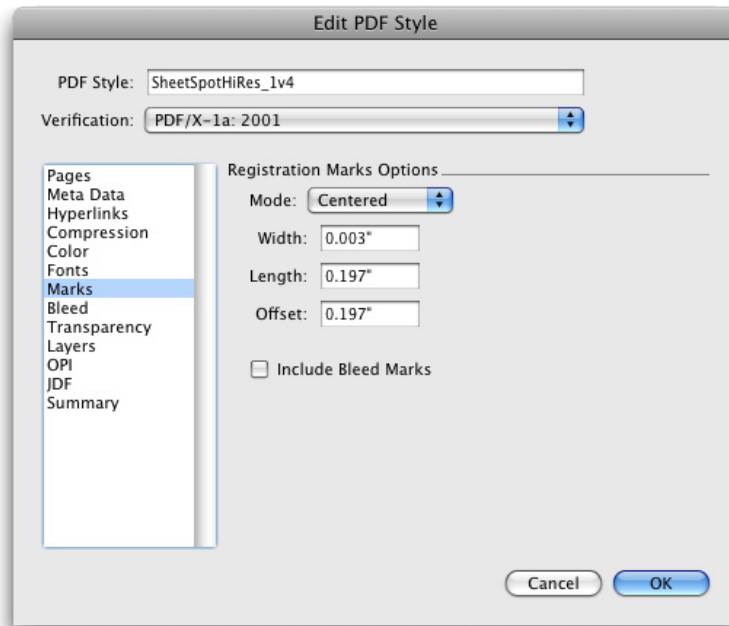 Edit PDF Style
PDF Style: SheetSpotHiRes_1v4
Verification: PDF/X-1a: 2001
Pages
Meta Data
Hyperlinks
Compression
Color
Fonts
Marks
Bleed
Transparency
Layers
OPI
JDF
Summary
Registration Marks Options
Mode: Centered
Width: 0.003"
Length: 0.197"
Offset: 0.197"
Include Bleed Marks
Cancel
OK